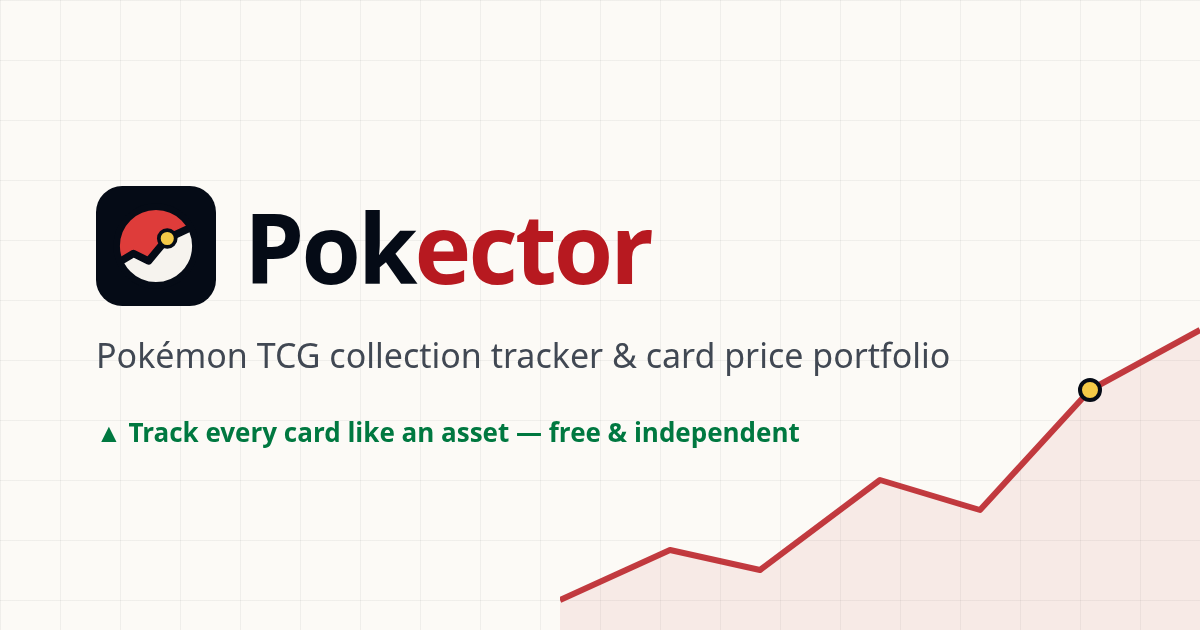 Pokector
Pokémon TCG collection tracker & card price portfolio
▲ Track every card like an asset — free & independent